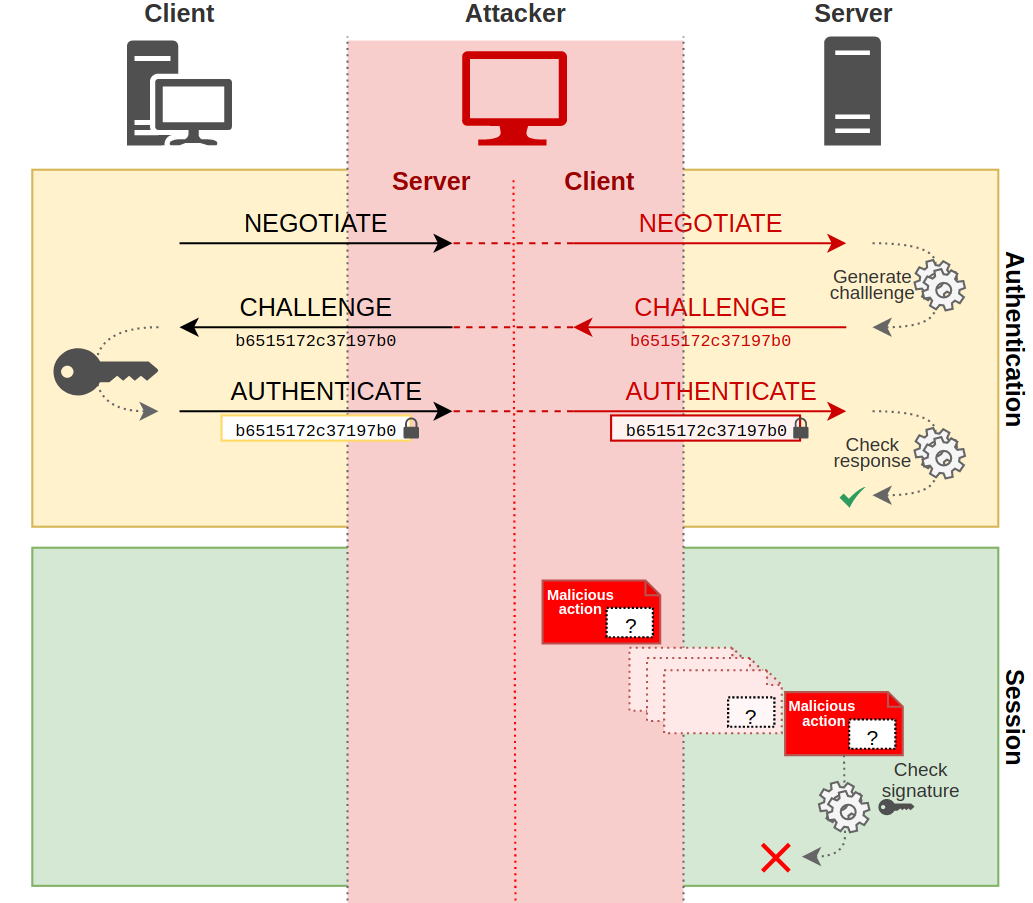 Client
Attacker
Server
Server
Client
NEGOTIATE
NEGOTIATE
Generate
challlenge
CHALLENGE
b6515172c37197b0
CHALLENGE
b6515172c37197b0
AUTHENTICATE
b6515172c37197b0
AUTHENTICATE
b6515172c37197b0
Check
response
Authentication
Malicious
action
?
?
Malicious
action
?
Check
signature
Session